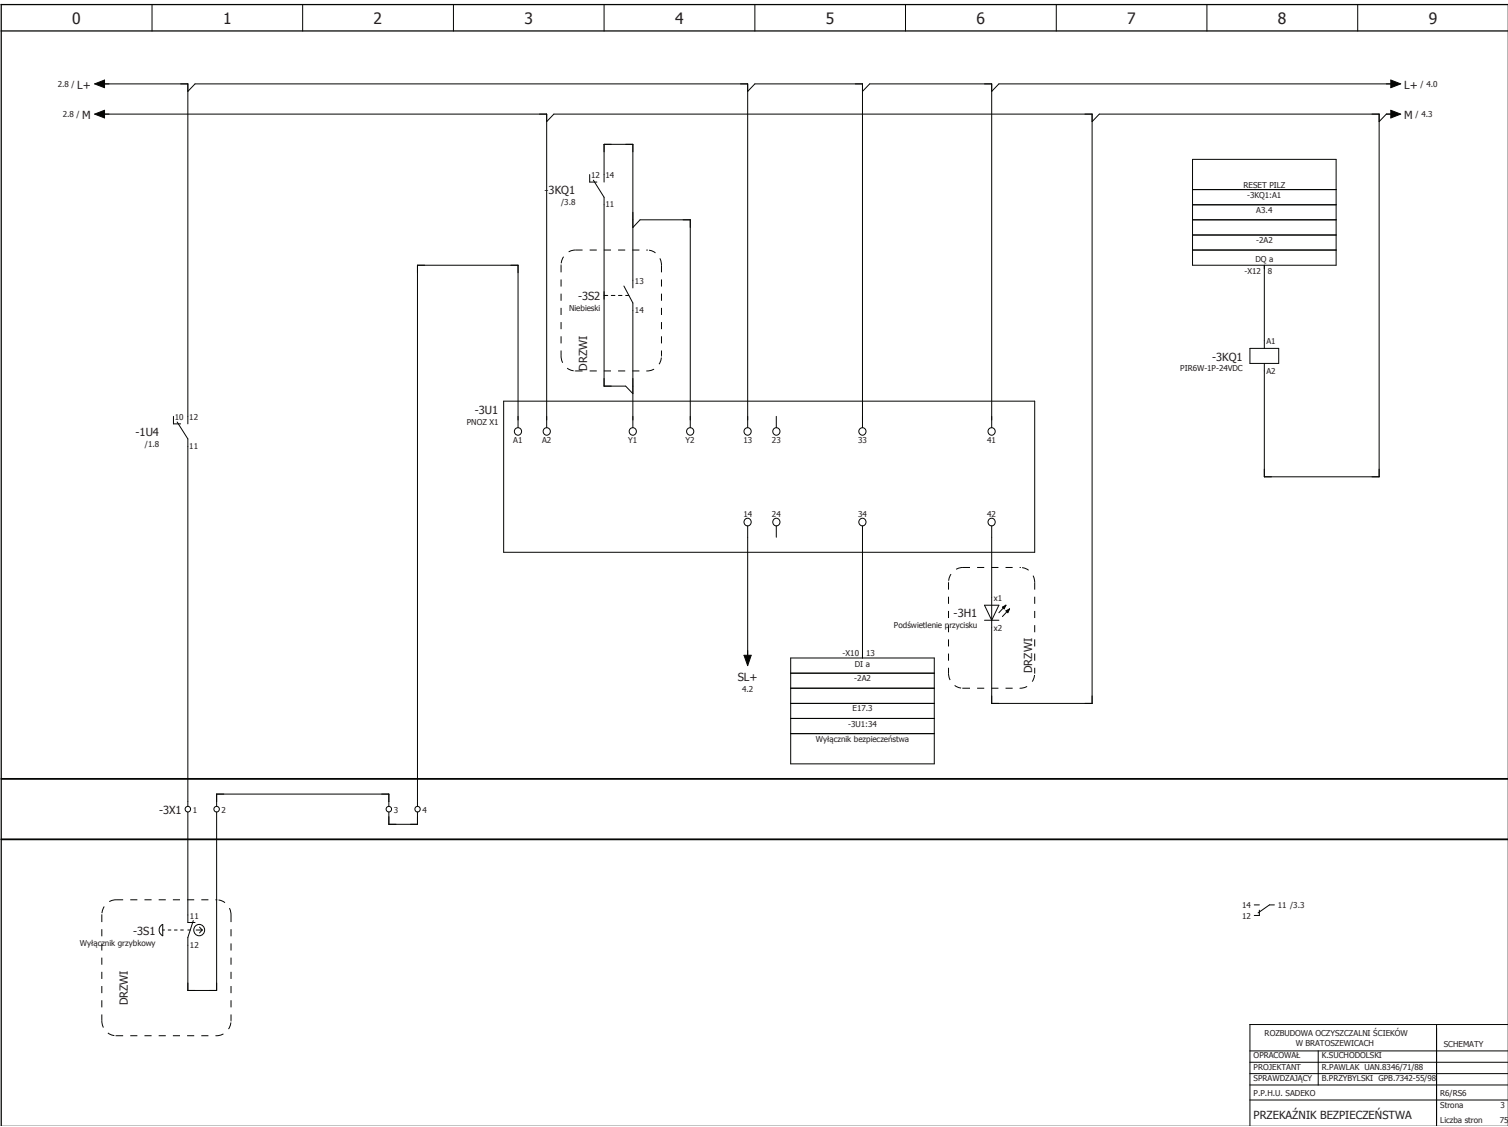 0 1 2 3 4 5 6 7 8 9
2.8 / L+
L+ / 4.0
2.8 / M
M / 4.3
12 14
-3KQ1
/3.8
11
RESET PILZ
-3KQ1:A1
A3.4
-2A2
DQ a
-X12 8
13
-3S2
Niebieski
14
DRZWI
A1
-3KQ1
PIR6W-1P-24VDC
A2
-3U1
PNOZ X1
A1 A2 Y1 Y2 13 23 33 41
10 12
-1U4
/1.8
11
14 24 34 42
x1
-3H1
Podświetlenie przycisku
x2
DRZWI
SL+
4.2
-X10 13
DI a
-2A2
E17.3
-3U1:34
Wyłącznik bezpieczeństwa
-3X1 1 2 3 4
11
-3S1
Wyłącznik grzybkowy
12
DRZWI
14 11 /3.3
12
ROZBUDOWA OCZYSZCZALNI ŚCIEKÓW
W BRATOSZEWICACH
SCHEMATY
OPRACOWAŁ K.SUCHODOLSKI
PROJEKTANT R.PAWLAK UAN.8346/71/88
SPRAWDZAJĄCY B.PRZYBYLSKI GPB.7342-55/98
P.P.H.U. SADEKO R6/RS6
PRZEKAŹNIK BEZPIECZEŃSTWA
Strona 3
Liczba stron 75